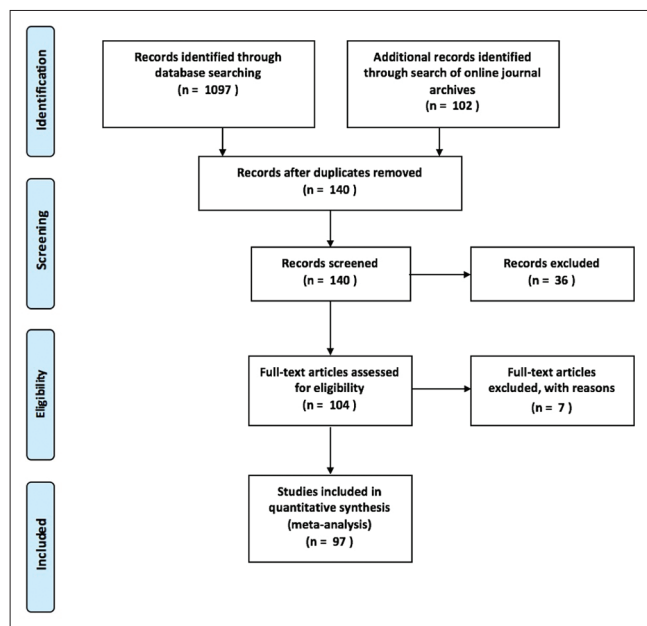 Identification
Records identified through
database searching
(n = 1097 )
Additional records identified
through search of online journal
archives
(n = 102 )
Records after duplicates removed
(n = 140 )
Screening
Records screened
(n = 140 )
Records excluded
(n = 36 )
Eligibility
Full-text articles assessed
for eligibility
(n = 104 )
Full-text articles
excluded, with reasons
(n = 7 )
Included
Studies included in
quantitative synthesis
(meta-analysis)
(n = 97 )